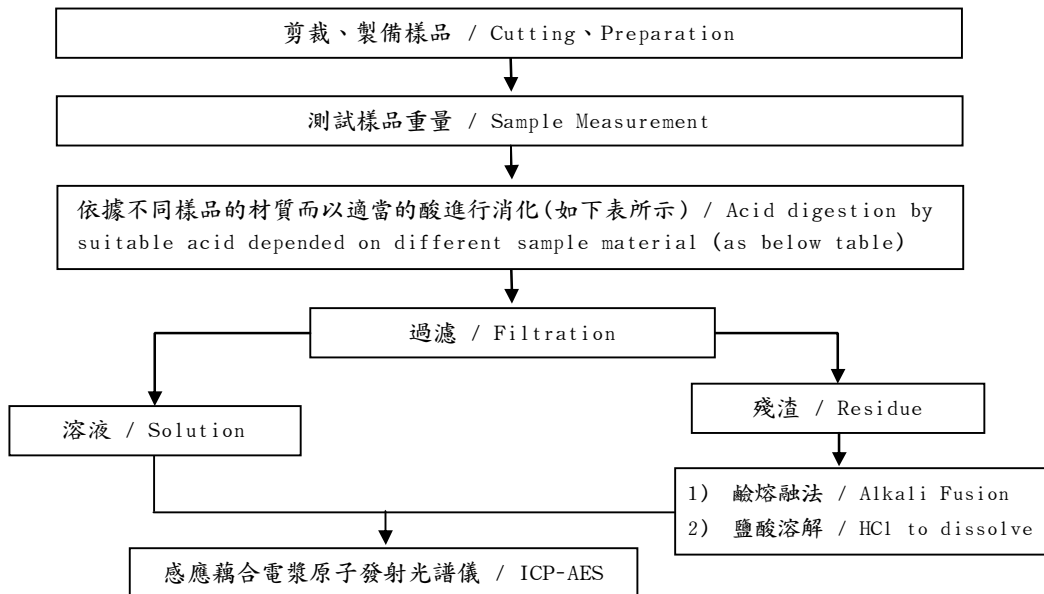 剪裁、製備樣品 / Cutting、Preparation
測試樣品重量 / Sample Measurement
依據不同樣品的材質而以適當的酸進行消化(如下表所示) / Acid digestion by
suitable acid depended on different sample material (as below table)
過濾 / Filtration
溶液 / Solution
殘渣 / Residue
1) 鹼熔融法 / Alkali Fusion
2) 鹽酸溶解 / HCl to dissolve
感應藕合電漿原子發射光譜儀 / ICP-AES